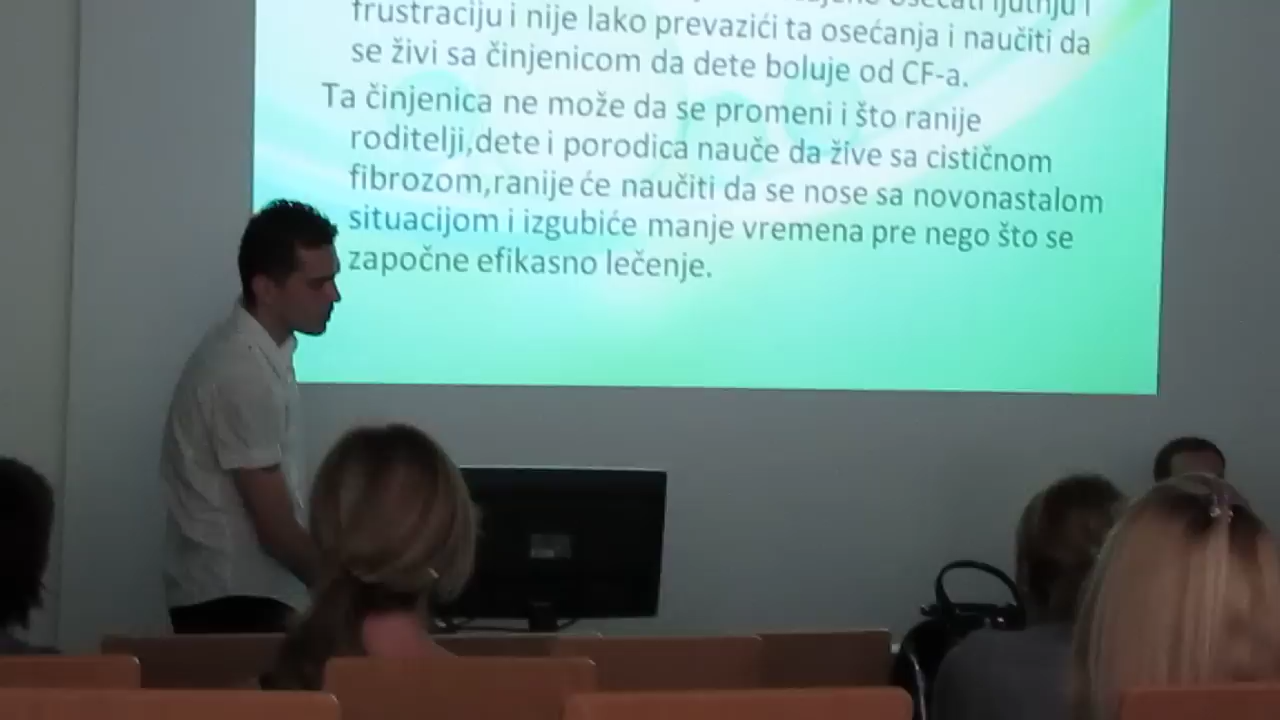 osećati ljutnju i
frustraciju i nije lako prevazići ta osećanja i naučiti da
se živi sa činjenicom da dete boluje od CF-a.
Ta činjenica ne može da se promeni i što ranije
roditelji,dete i porodica nauče da žive sa cističnom
fibrozom,ranije će naučiti da se nose sa novonastalom
situacijom i izgubiće manje vremena pre nego što se
započne efikasno lečenje.